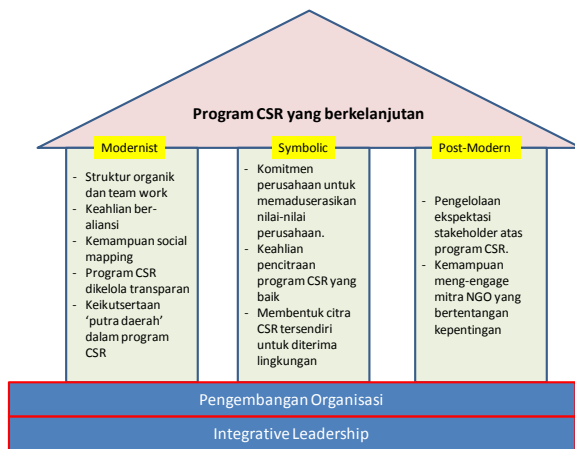 Program CSR yang berkelanjutan
Modernist
- Struktur organik
dan team work
- Keahlian ber-
aliansi
- Kemampuan social
mapping
- Program CSR
dikelola transparan
- Keikutsertaan
'putra daerah'
dalam program
CSR
Symbolic
- Komitmen
perusahaan untuk
memaduserasikan
nilai-nilai
perusahaan.
- Keahlian
pencitraan
program CSR yang
baik
- Membentuk citra
CSR tersendiri
untuk diterima
lingkungan
Post-Modern
- Pengelolaan
ekspektasi
stakeholder atas
program CSR.
- Kemampuan
meng-engage
mitra NGO yang
bertentangan
kepentingan
Pengembangan Organisasi
Integrative Leadership